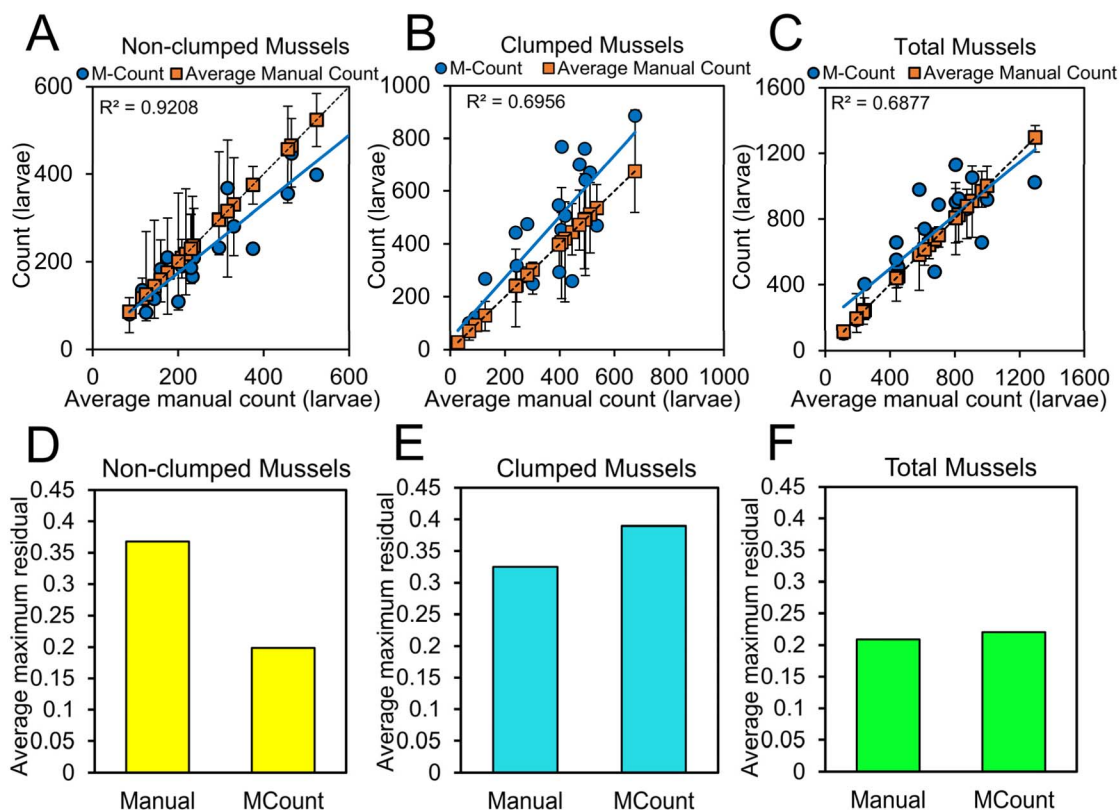 A
Non-clumped Mussels
M-Count Average Manual Count
R² = 0.9208
Count (larvae)
600
400
200
0
0 200 400 600
Average manual count (larvae)
B
Clumped Mussels
M-Count Average Manual Count
R² = 0.6956
Count (larvae)
1000
800
600
400
200
0
0 200 400 600 800 1000
Average manual count (larvae)
C
Total Mussels
M-Count Average Manual Count
R² = 0.6877
Count (larvae)
1600
1200
800
400
0
0 400 800 1200 1600
Average manual count (larvae)
D
Non-clumped Mussels
Average maximum residual
0.45
0.4
0.35
0.3
0.25
0.2
0.15
0.1
0.05
0
Manual MCount
E
Clumped Mussels
Average maximum residual
0.45
0.4
0.35
0.3
0.25
0.2
0.15
0.1
0.05
0
Manual MCount
F
Total Mussels
Average maximum residual
0.45
0.4
0.35
0.3
0.25
0.2
0.15
0.1
0.05
0
Manual MCount